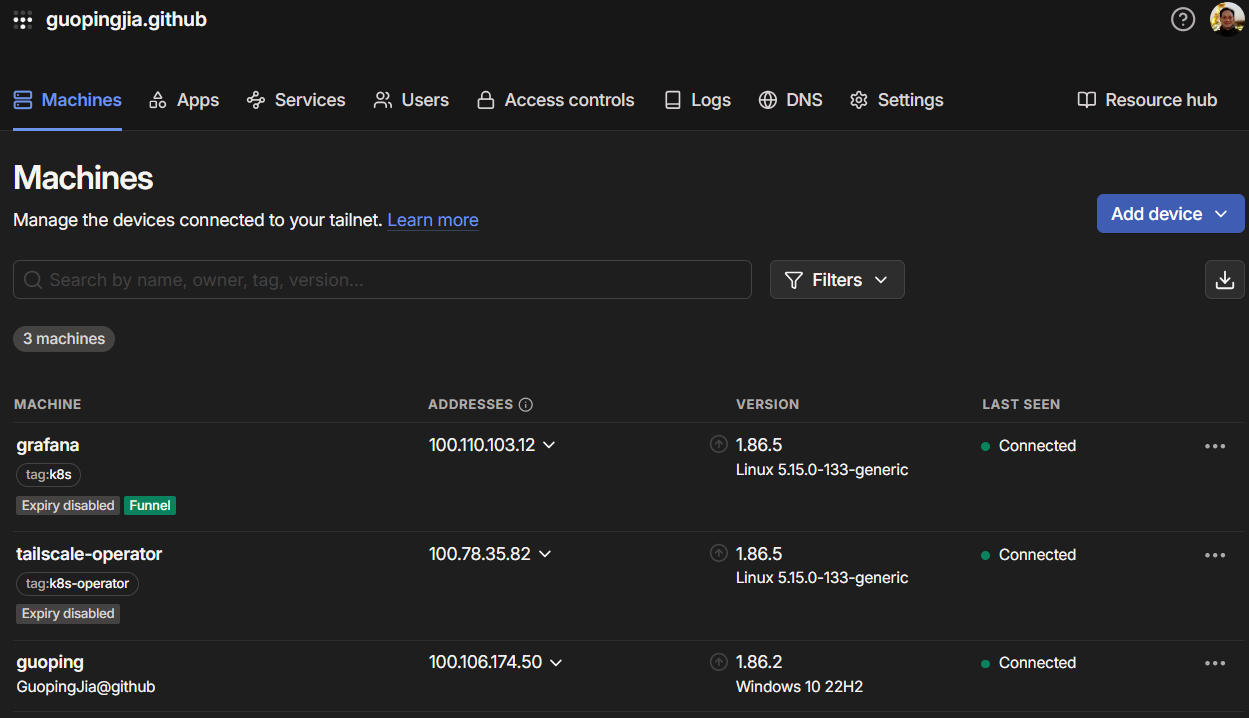 guopingjia.github
Machines Apps Services Users Access controls Logs DNS Settings Resource hub
Machines
Manage the devices connected to your tailnet. Learn more
Add device
Search by name, owner, tag, version...
Filters
3 machines
MACHINE ADDRESSES VERSION LAST SEEN
grafana 100.110.103.12 1.86.5 Connected
tag:k8s Linux 5.15.0-133-generic
Expiry disabled Funnel
tailscale-operator 100.78.35.82 1.86.5 Connected
tag:k8s-operator Linux 5.15.0-133-generic
Expiry disabled
guoping 100.106.174.50 1.86.2 Connected
GuopingJia@github Windows 10 22H2